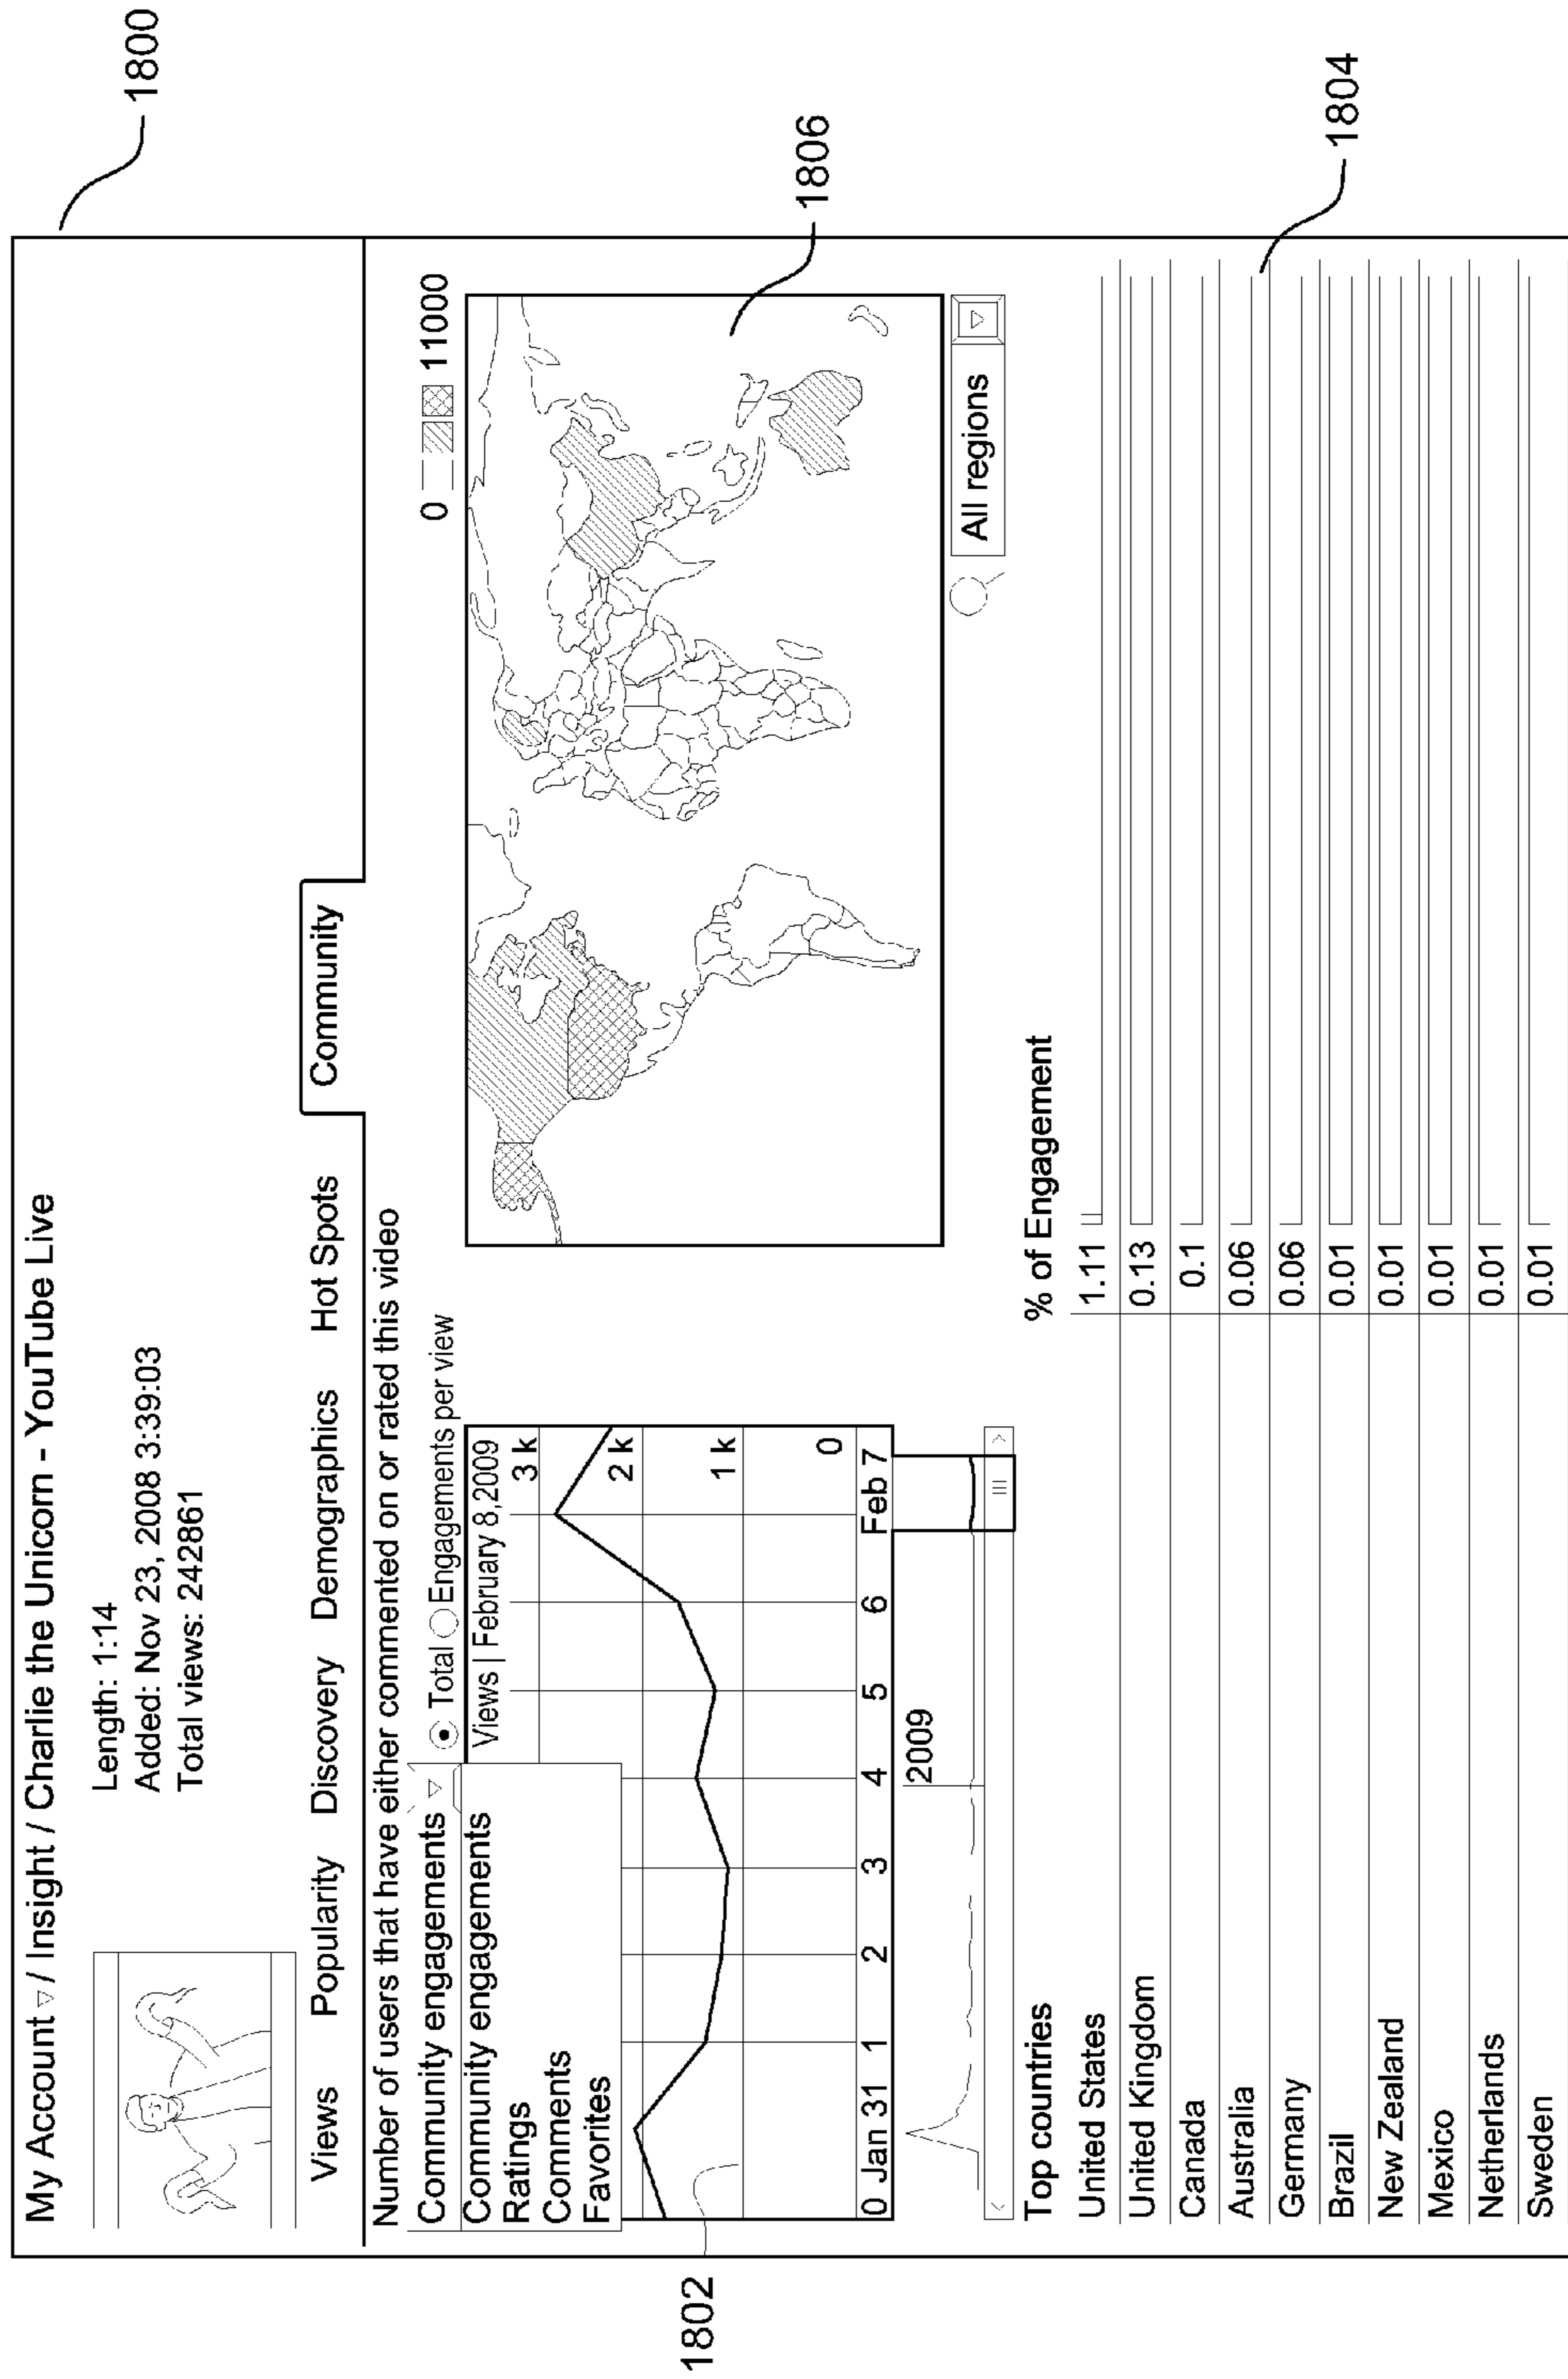 My Account ▿ / Insight / Charlie the Unicorn - YouTube Live
1800
Length: 1:14
Added: Nov 23, 2008 3:39:03
Total views: 242861
Views Popularity Discovery Demographics Hot Spots Community
Number of users that have either commented on or rated this video
Community engagements ▿ Total Engagements per view
0 11000
Community engagements
Ratings
Comments
Favorites
Views | February 8,2009
3 k
2 k
1 k
0
0 Jan 31 1 2 3 4 5 6 Feb 7
2009
1802
1806
All regions
Top countries % of Engagement
United States 1.11
United Kingdom 0.13
Canada 0.1
Australia 0.06
Germany 0.06
Brazil 0.01
New Zealand 0.01
Mexico 0.01
Netherlands 0.01
Sweden 0.01
1804